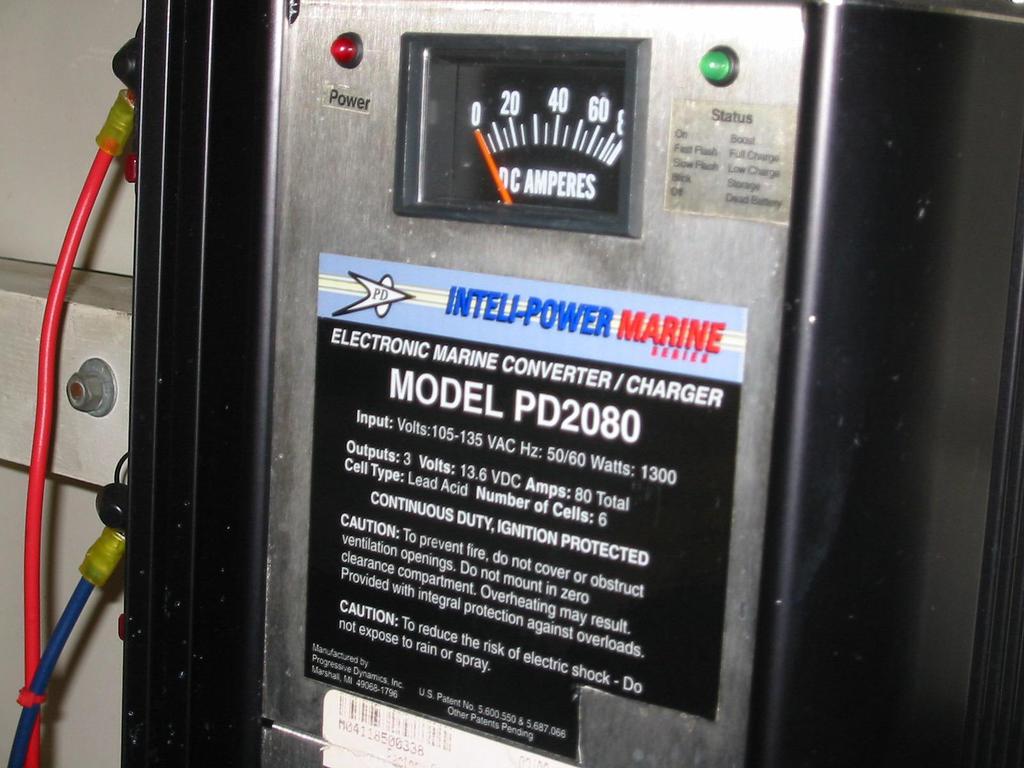 Power
0 20 40 60 8
DC AMPERES
Status
On Boost
Fast Flash Full Charge
Slow Flash Low Charge
Blick Storage
Off Dead Battery
PD
INTELI-POWER MARINE
SERIES
ELECTRONIC MARINE CONVERTER / CHARGER
MODEL PD2080
Input: Volts:105-135 VAC Hz: 50/60 Watts: 1300
Outputs: 3 Volts: 13.6 VDC Amps: 80 Total
Cell Type: Lead Acid Number of Cells: 6
CONTINUOUS DUTY, IGNITION PROTECTED
CAUTION: To prevent fire, do not cover or obstruct
ventilation openings. Do not mount in zero
clearance compartment. Overheating may result.
Provided with integral protection against overloads.
CAUTION: To reduce the risk of electric shock - Do
not expose to rain or spray.
Manufactured by
Progressive Dynamics, Inc.
Marshall, MI 49068-1796
U.S. Patent No. 5,600,550 & 5,687,066
Other Patents Pending
M04118500338